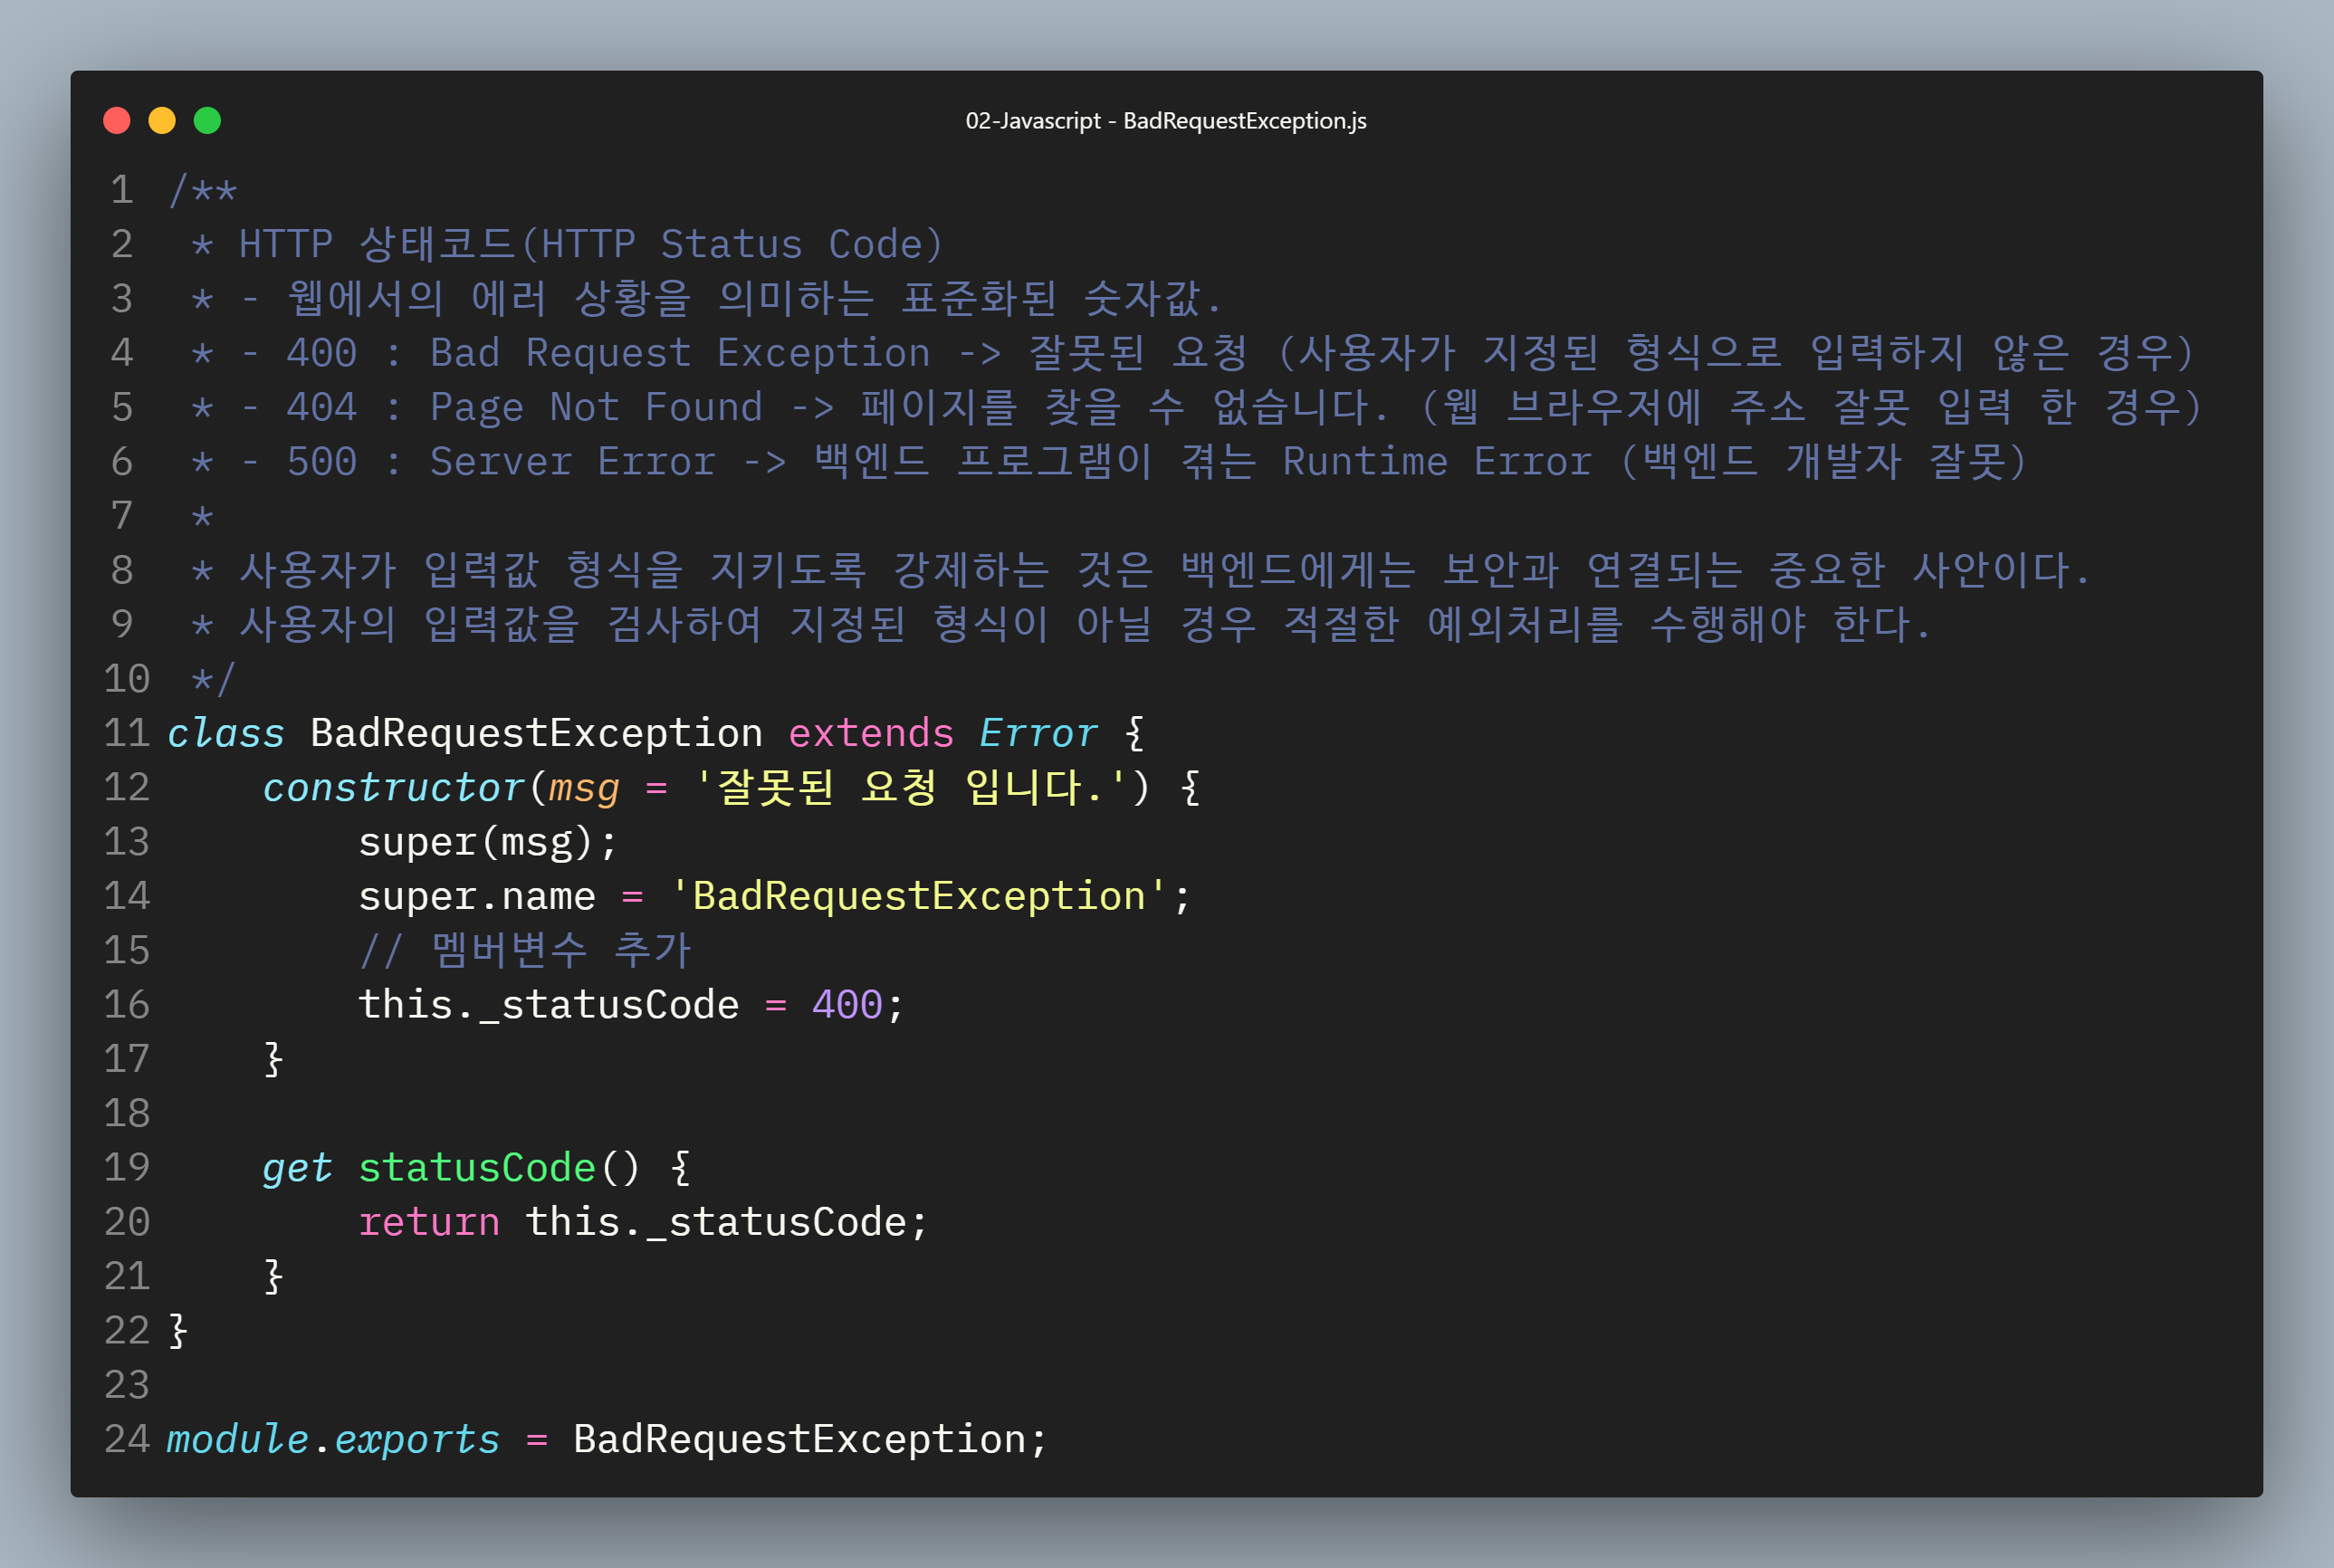 02-Javascript - BadRequestException.js
1 /**
2  * HTTP 상태코드(HTTP Status Code)
3  * - 웹에서의 에러 상황을 의미하는 표준화된 숫자값.
4  * - 400 : Bad Request Exception -> 잘못된 요청 (사용자가 지정된 형식으로 입력하지 않은 경우)
5  * - 404 : Page Not Found -> 페이지를 찾을 수 없습니다. (웹 브라우저에 주소 잘못 입력 한 경우)
6  * - 500 : Server Error -> 백엔드 프로그램이 겪는 Runtime Error (백엔드 개발자 잘못)
7  *
8  * 사용자가 입력값 형식을 지키도록 강제하는 것은 백엔드에게는 보안과 연결되는 중요한 사안이다.
9  * 사용자의 입력값을 검사하여 지정된 형식이 아닐 경우 적절한 예외처리를 수행해야 한다.
10  */
11 class BadRequestException extends Error {
12     constructor(msg = '잘못된 요청 입니다.') {
13         super(msg);
14         super.name = 'BadRequestException';
15         // 멤버변수 추가
16         this._statusCode = 400;
17     }
18
19     get statusCode() {
20         return this._statusCode;
21     }
22 }
23
24 module.exports = BadRequestException;